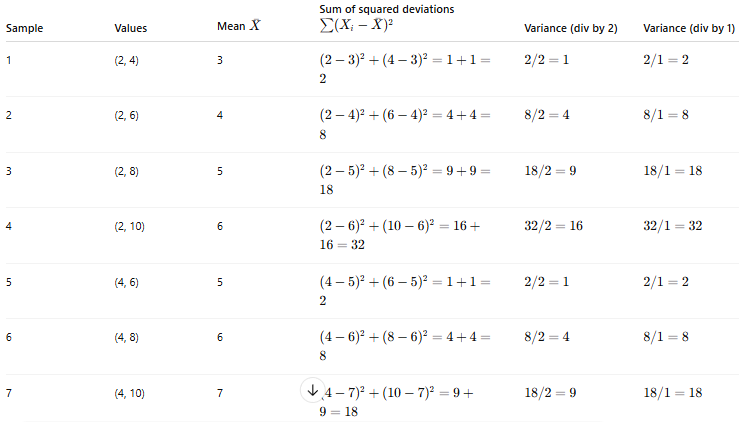 Sample Values Mean X̄ Sum of squared deviations ∑(Xᵢ − X̄)² Variance (div by 2) Variance (div by 1)
1 (2, 4) 3 (2 − 3)² + (4 − 3)² = 1 + 1 = 2 2/2 = 1 2/1 = 2
2 (2, 6) 4 (2 − 4)² + (6 − 4)² = 4 + 4 = 8 8/2 = 4 8/1 = 8
3 (2, 8) 5 (2 − 5)² + (8 − 5)² = 9 + 9 = 18 18/2 = 9 18/1 = 18
4 (2, 10) 6 (2 − 6)² + (10 − 6)² = 16 + 16 = 32 32/2 = 16 32/1 = 32
5 (4, 6) 5 (4 − 5)² + (6 − 5)² = 1 + 1 = 2 2/2 = 1 2/1 = 2
6 (4, 8) 6 (4 − 6)² + (8 − 6)² = 4 + 4 = 8 8/2 = 4 8/1 = 8
7 (4, 10) 7 (4 − 7)² + (10 − 7)² = 9 + 9 = 18 18/2 = 9 18/1 = 18